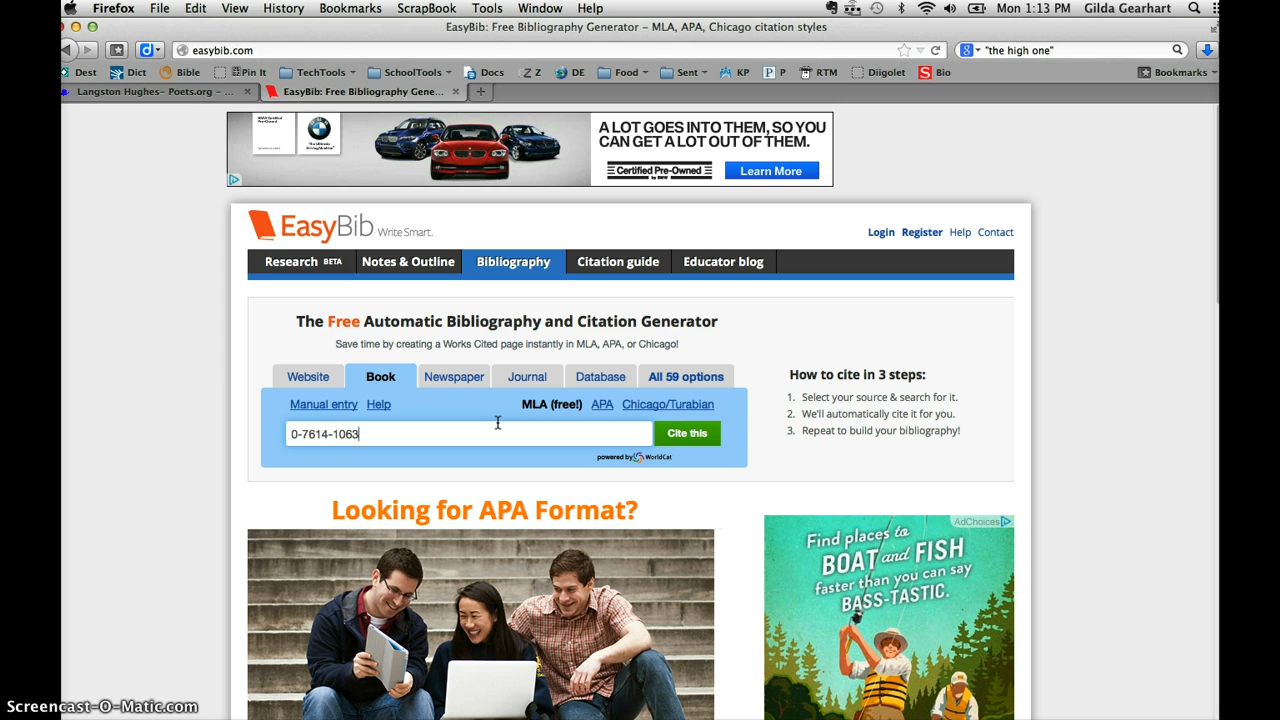 Firefox File Edit View History Bookmarks ScrapBook Tools Window Help Mon 1:13 PM Gilda Gearhart
EasyBib: Free Bibliography Generator – MLA, APA, Chicago citation styles
easybib.com "the high one"
Dest Dict Bible Pin It TechTools SchoolTools Docs Z DE Food Sent KP P RTM Diigolet Bio Bookmarks
Langston Hughes– Poets.org – ... EasyBib: Free Bibliography Gene...
A LOT GOES INTO THEM, SO YOU
CAN GET A LOT OUT OF THEM.
Certified Pre-Owned by BMW Learn More
EasyBib Write Smart.
Login Register Help Contact
Research BETA Notes & Outline Bibliography Citation guide Educator blog
The Free Automatic Bibliography and Citation Generator
Save time by creating a Works Cited page instantly in MLA, APA, or Chicago!
Website Book Newspaper Journal Database All 59 options
Manual entry Help MLA (free!) APA Chicago/Turabian
0-7614-1063 Cite this
powered by WorldCat
How to cite in 3 steps:
1. Select your source & search for it.
2. We'll automatically cite it for you.
3. Repeat to build your bibliography!
Looking for APA Format?
AdChoices
Find places to
BOAT and FISH
faster than you can say
BASS-TASTIC.
Screencast-O-Matic.com